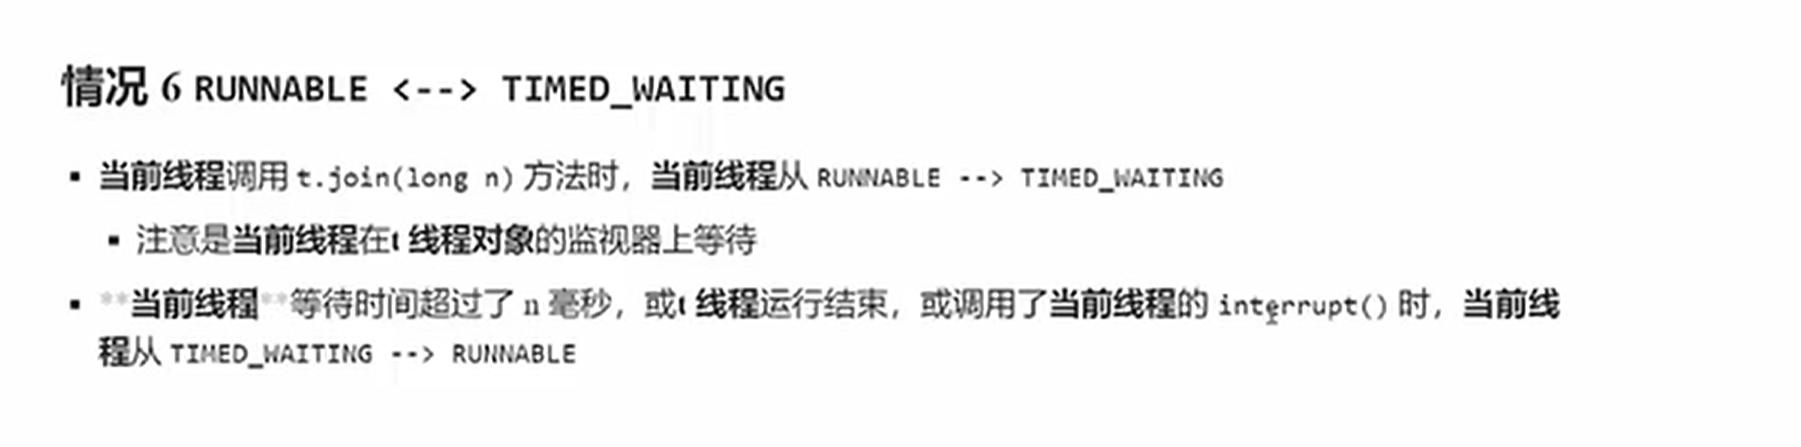 情况 6 RUNNABLE <--> TIMED_WAITING
▪ 当前线程调用 t.join(long n) 方法时，当前线程从 RUNNABLE --> TIMED_WAITING
▪ 注意是当前线程在t 线程对象的监视器上等待
▪ **当前线程**等待时间超过了 n 毫秒，或t 线程运行结束，或调用了当前线程的 interrupt() 时，当前线
程从 TIMED_WAITING --> RUNNABLE